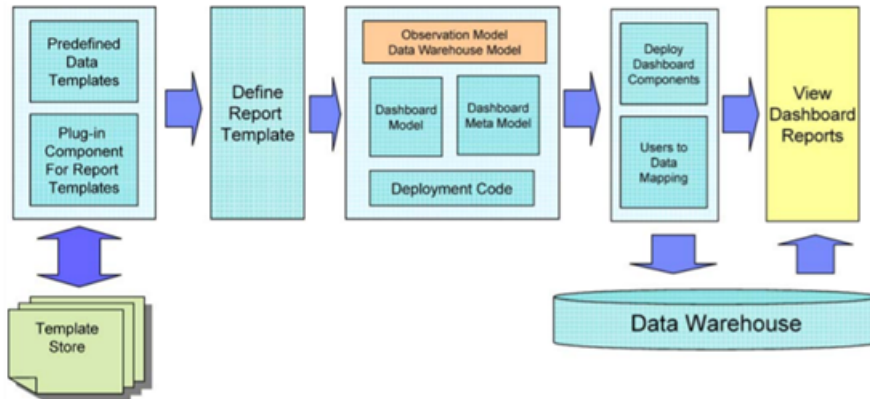 Predefined
Data
Templates
Plug-in
Component
For Report
Templates
Define
Report
Template
Observation Model
Data Warehouse Model
Dashboard
Model
Dashboard
Meta Model
Deployment Code
Deploy
Dashboard
Components
Users to
Data
Mapping
View
Dashboard
Reports
Template
Store
Data Warehouse